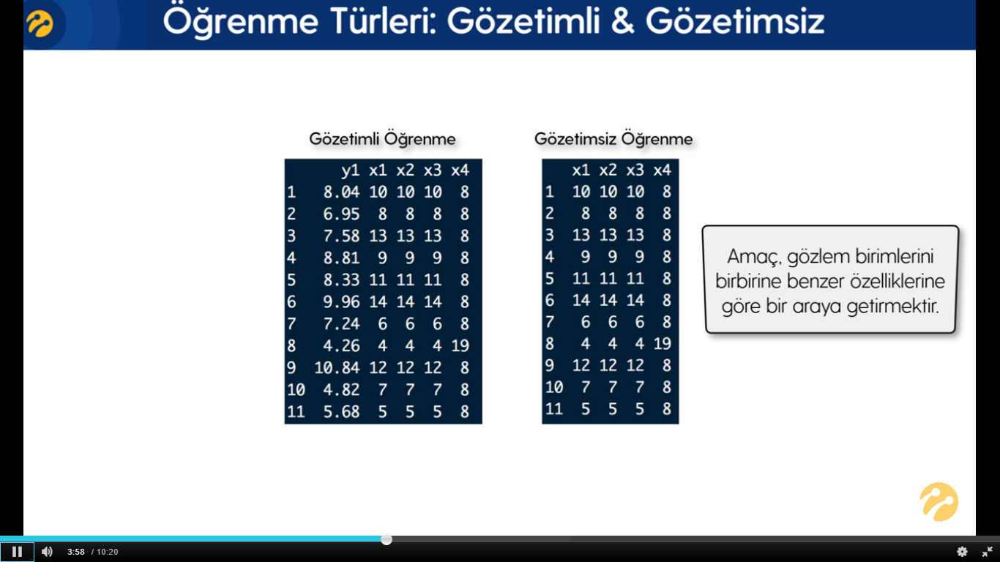 Öğrenme Türleri: Gözetimli & Gözetimsiz
Gözetimli Öğrenme
y1 x1 x2 x3 x4
1 8.04 10 10 10 8
2 6.95 8 8 8 8
3 7.58 13 13 13 8
4 8.81 9 9 9 8
5 8.33 11 11 11 8
6 9.96 14 14 14 8
7 7.24 6 6 6 8
8 4.26 4 4 4 19
9 10.84 12 12 12 8
10 4.82 7 7 7 8
11 5.68 5 5 5 8
Gözetimsiz Öğrenme
x1 x2 x3 x4
1 10 10 10 8
2 8 8 8 8
3 13 13 13 8
4 9 9 9 8
5 11 11 11 8
6 14 14 14 8
7 6 6 6 8
8 4 4 4 19
9 12 12 12 8
10 7 7 7 8
11 5 5 5 8
Amaç, gözlem birimlerini
birbirine benzer özelliklerine
göre bir araya getirmektir.
3:58 / 10:20